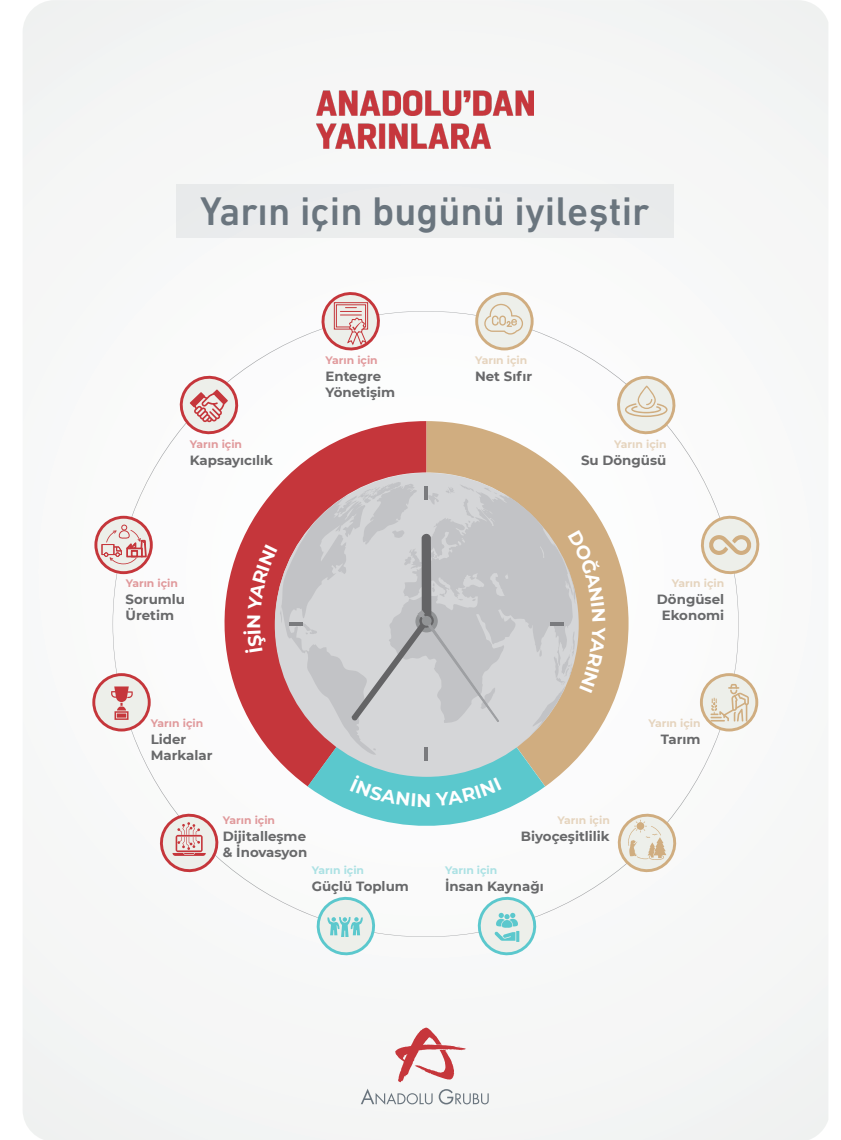 ANADOLU’DAN
YARINLARA
Yarın için bugünü iyileştir
Yarın için
Entegre
Yönetişim
Yarın için
Net Sıfır
Yarın için
Kapsayıcılık
Yarın için
Su Döngüsü
Yarın için
Sorumlu
Üretim
Yarın için
Döngüsel
Ekonomi
Yarın için
Lider
Markalar
Yarın için
Tarım
Yarın için
Dijitalleşme
& İnovasyon
Yarın için
Biyoçeşitlilik
Yarın için
Güçlü Toplum
Yarın için
İnsan Kaynağı
İŞİN YARINI
DOĞANIN YARINI
İNSANIN YARINI
CO₂e
ANADOLU GRUBU